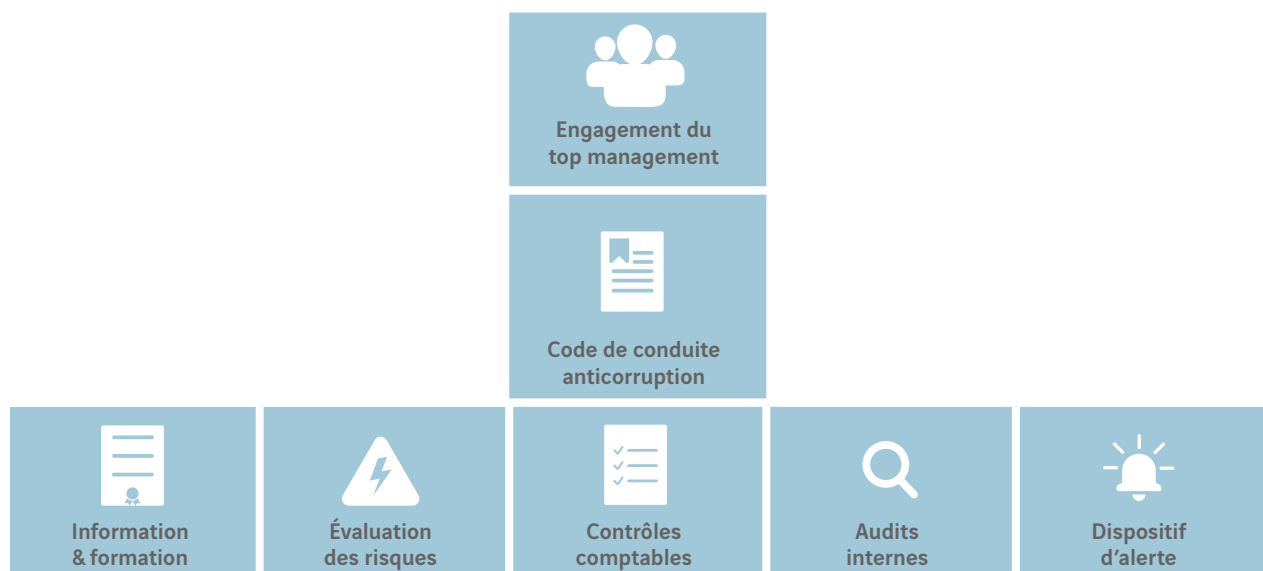 Engagement du
top management
Code de conduite
anticorruption
Information
& formation
Évaluation
des risques
Contrôles
comptables
Audits
internes
Dispositif
d’alerte